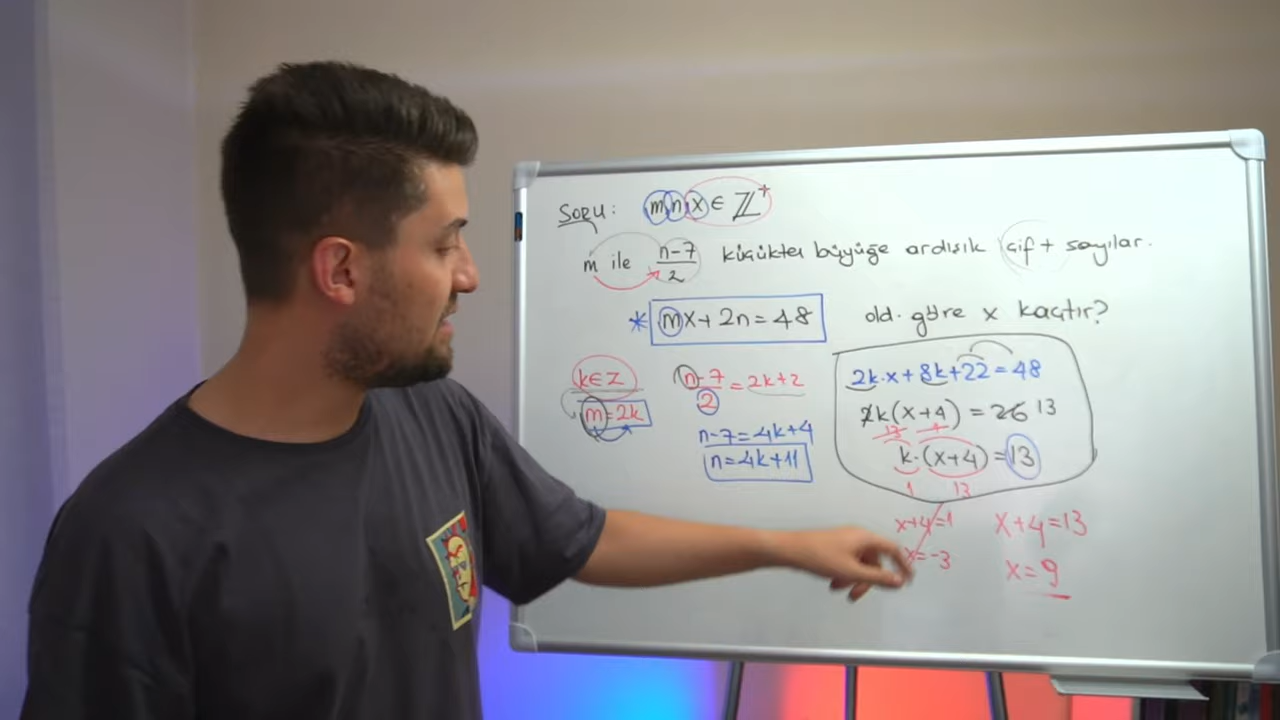 Soru: m,n,x ∈ ℤ⁺
m ile (n-7)/2 küçükten büyüğe ardışık çift sayılar.
* mx+2n=48 old. göre x kaçtır?
k∈Z
m=2k
(n-7)/2 = 2k+2
n-7=4k+4
n=4k+11
2k·x+8k+22=48
2k(x+4)=26 13
13 1
k·(x+4)=13
1 13
x+4=1
x=-3
x+4=13
x=9